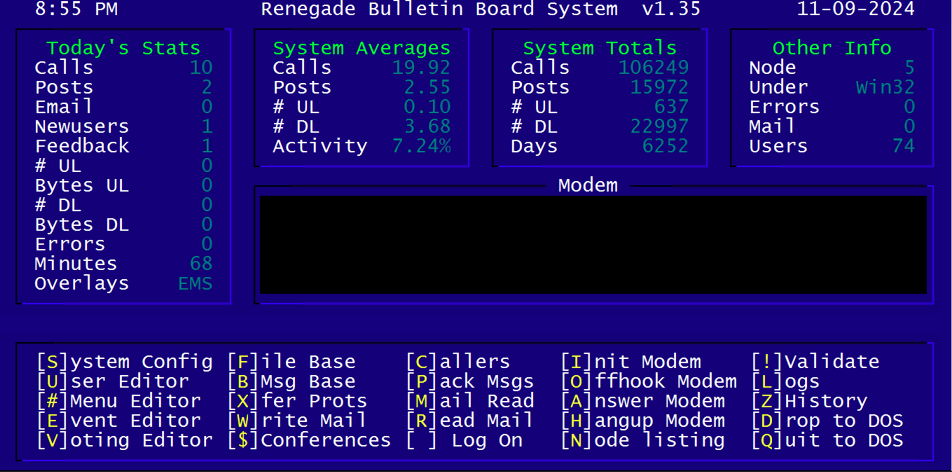 8:55 PM Renegade Bulletin Board System v1.35 11-09-2024
Today's Stats
Calls 10
Posts 2
Email 0
Newusers 1
Feedback 1
# UL 0
Bytes UL 0
# DL 0
Bytes DL 0
Errors 0
Minutes 68
Overlays EMS
System Averages
Calls 19.92
Posts 2.55
# UL 0.10
# DL 3.68
Activity 7.24%
System Totals
Calls 106249
Posts 15972
# UL 637
# DL 22997
Days 6252
Other Info
Node 5
Under Win32
Errors 0
Mail 0
Users 74
Modem
[S]ystem Config [F]ile Base [C]allers [I]nit Modem [!]Validate
[U]ser Editor [B]Msg Base [P]ack Msgs [O]ffhook Modem [L]ogs
[#]Menu Editor [X]fer Prots [M]ail Read [A]nswer Modem [Z]History
[E]vent Editor [W]rite Mail [R]ead Mail [H]angup Modem [D]rop to DOS
[V]oting Editor [$]Conferences [ ] Log On [N]ode listing [Q]uit to DOS